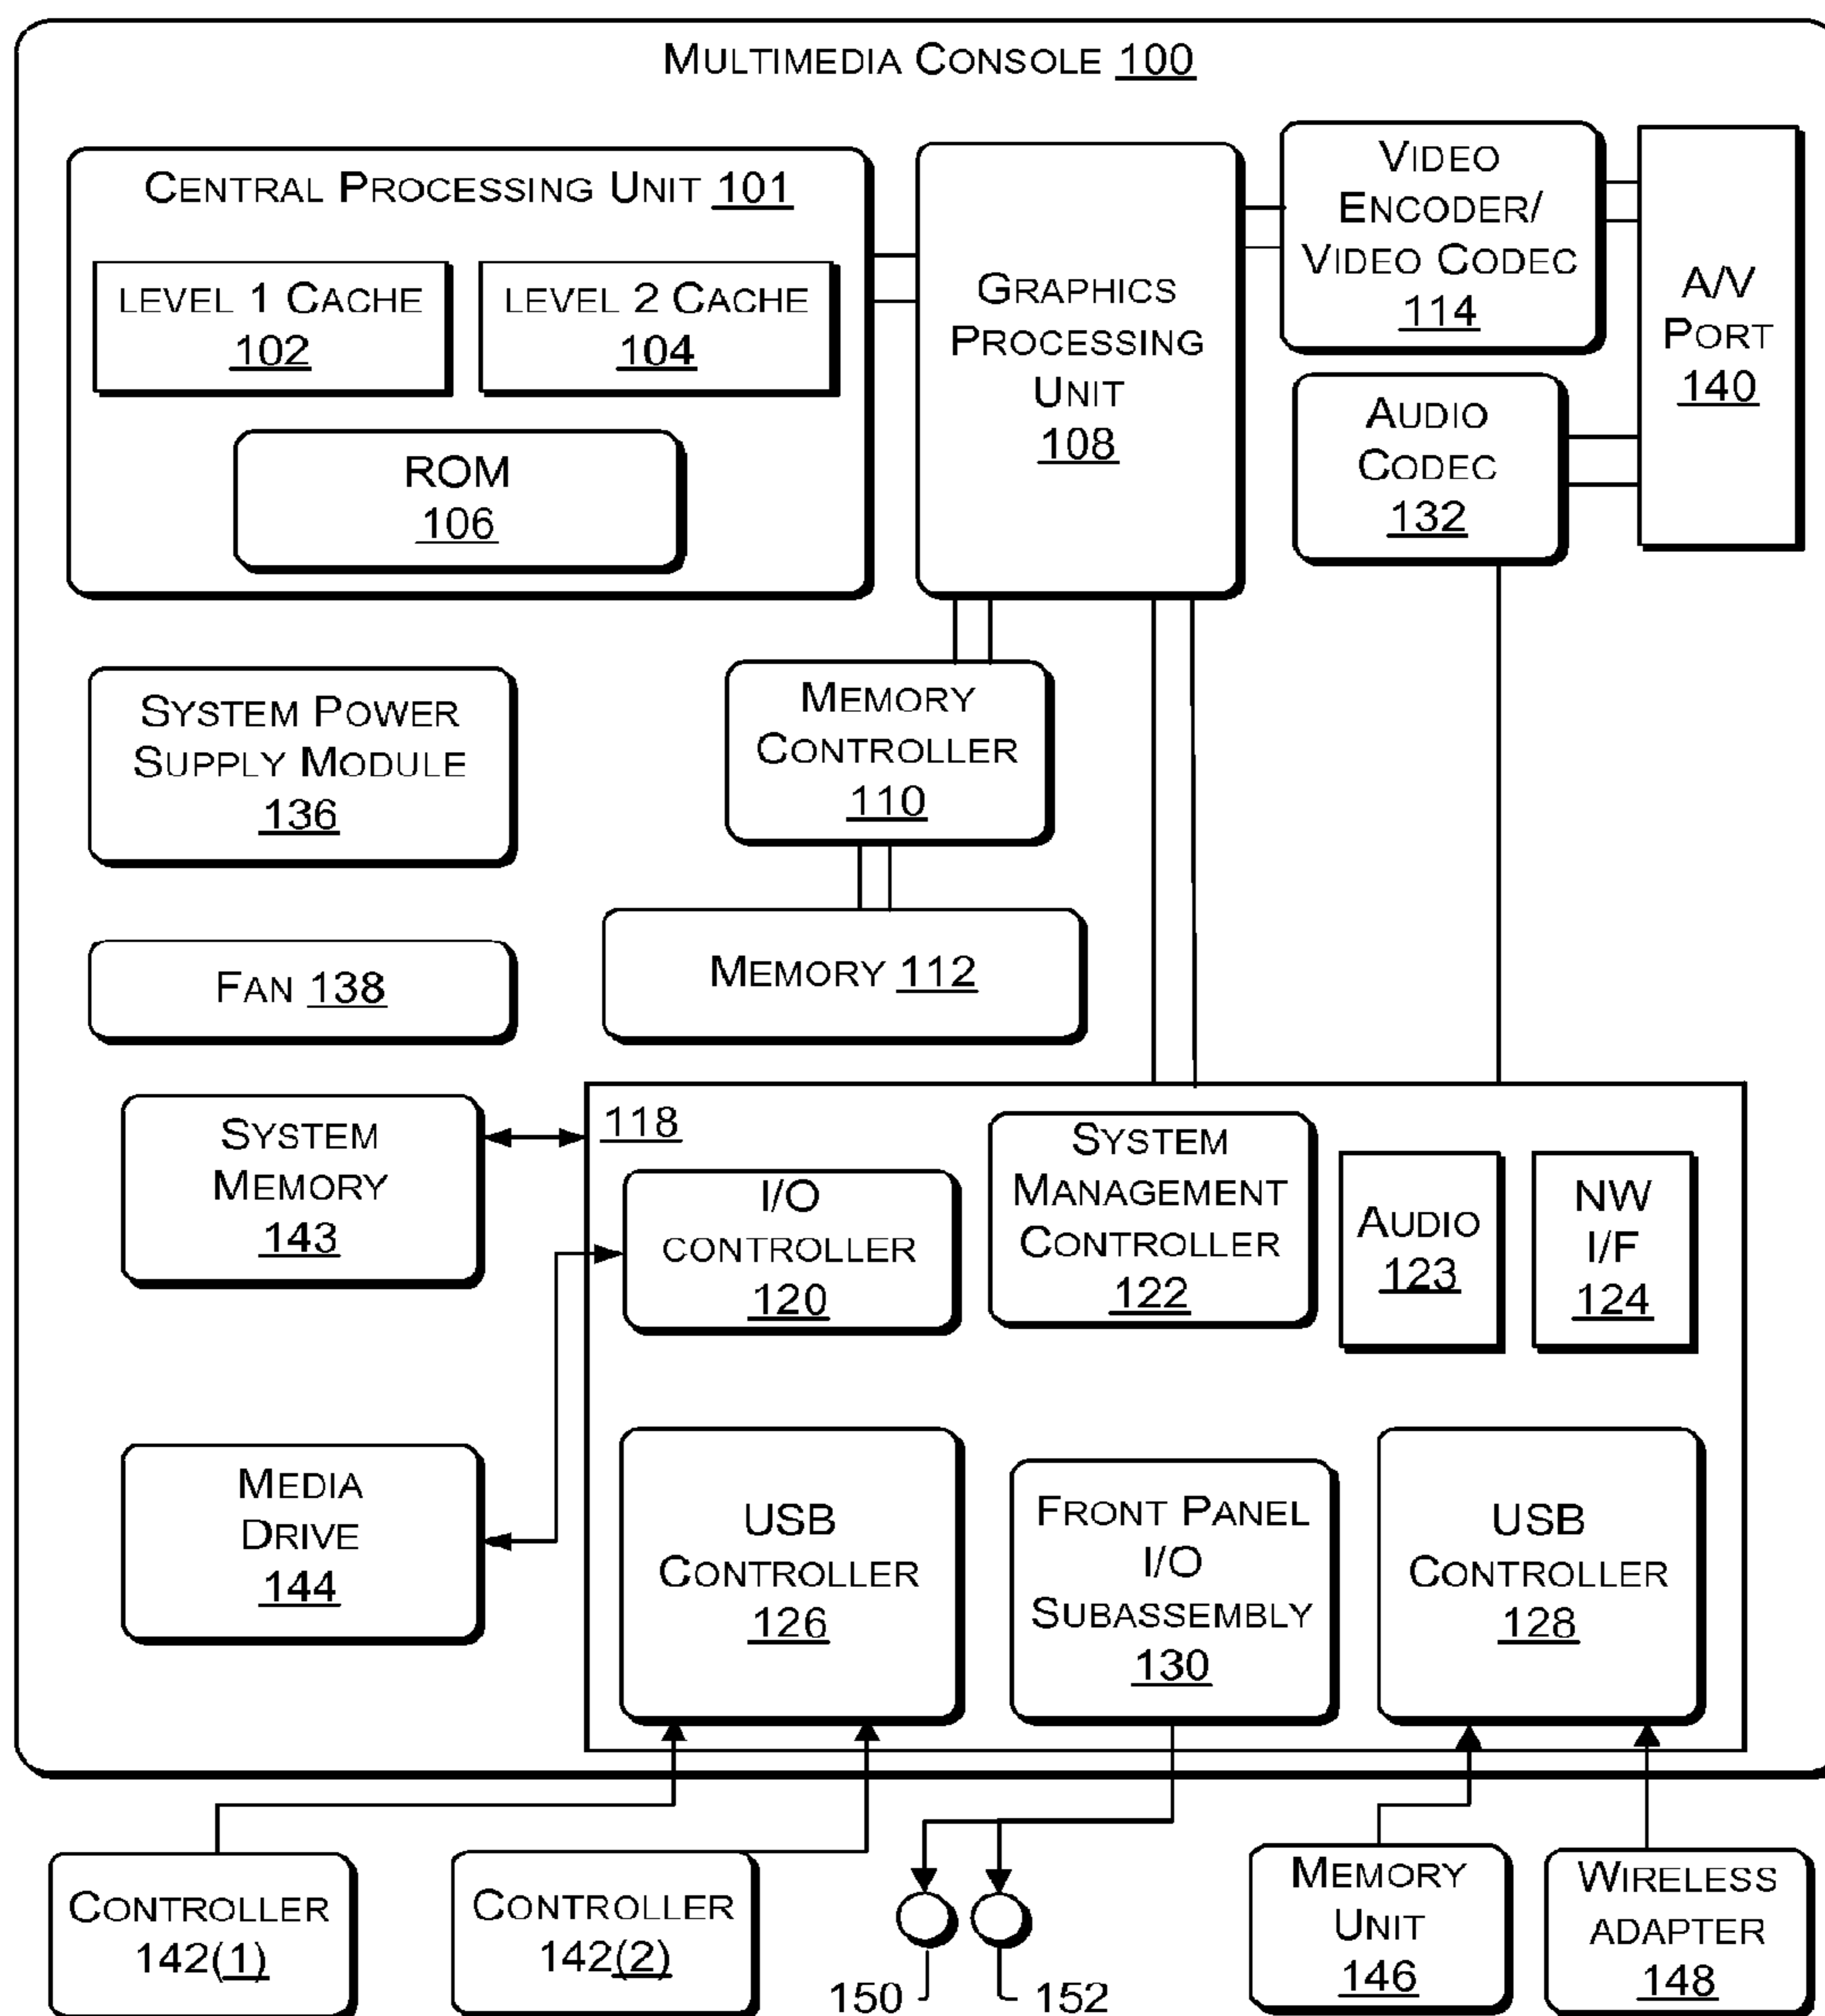 MULTIMEDIA CONSOLE 100
CENTRAL PROCESSING UNIT 101
LEVEL 1 CACHE
102
LEVEL 2 CACHE
104
ROM
106
GRAPHICS
PROCESSING
UNIT
108
VIDEO
ENCODER/
VIDEO CODEC
114
AUDIO
CODEC
132
A/V
PORT
140
SYSTEM POWER
SUPPLY MODULE
136
MEMORY
CONTROLLER
110
FAN 138
MEMORY 112
SYSTEM
MEMORY
143
118
I/O
CONTROLLER
120
SYSTEM
MANAGEMENT
CONTROLLER
122
AUDIO
123
NW
I/F
124
MEDIA
DRIVE
144
USB
CONTROLLER
126
FRONT PANEL
I/O
SUBASSEMBLY
130
USB
CONTROLLER
128
CONTROLLER
142(1)
CONTROLLER
142(2)
150
152
MEMORY
UNIT
146
WIRELESS
ADAPTER
148